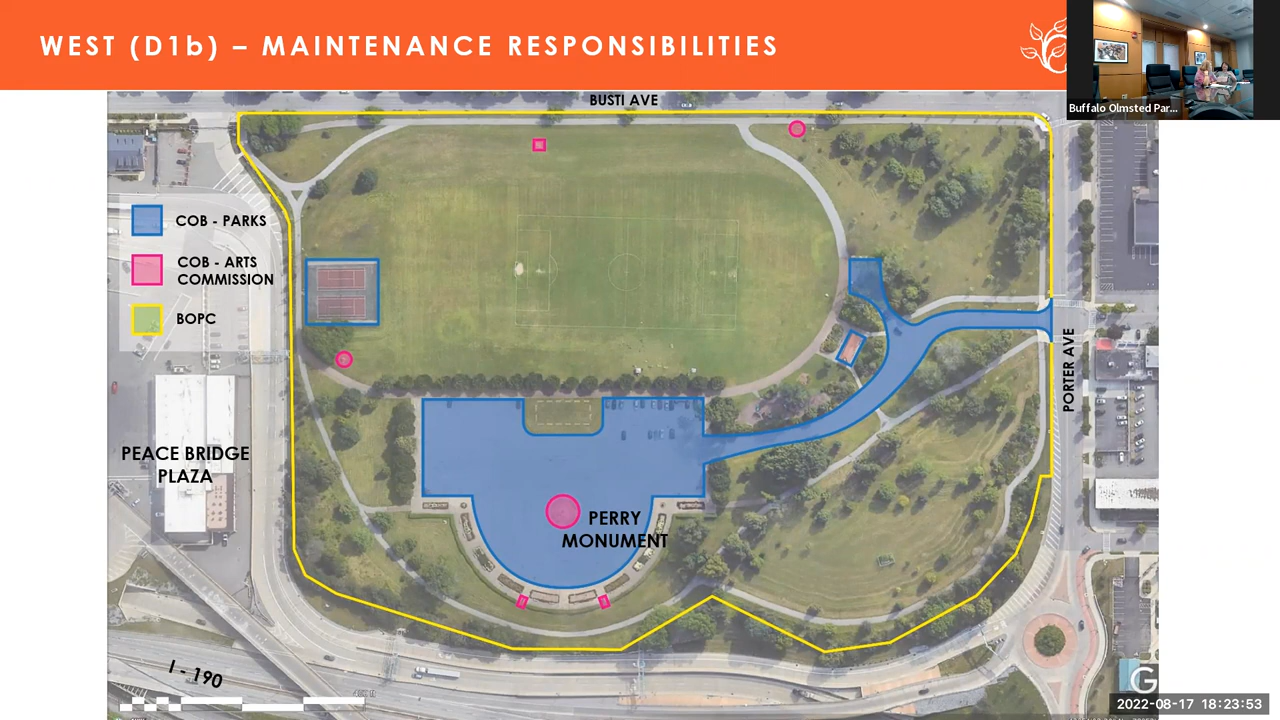 WEST (D1b) – MAINTENANCE RESPONSIBILITIES
Buffalo Olmsted Par...
BUSTI AVE
COB - PARKS
COB - ARTS
COMMISSION
BOPC
PORTER AVE
PEACE BRIDGE
PLAZA
PERRY
MONUMENT
I - 190
G
2022-08-17 18:23:53